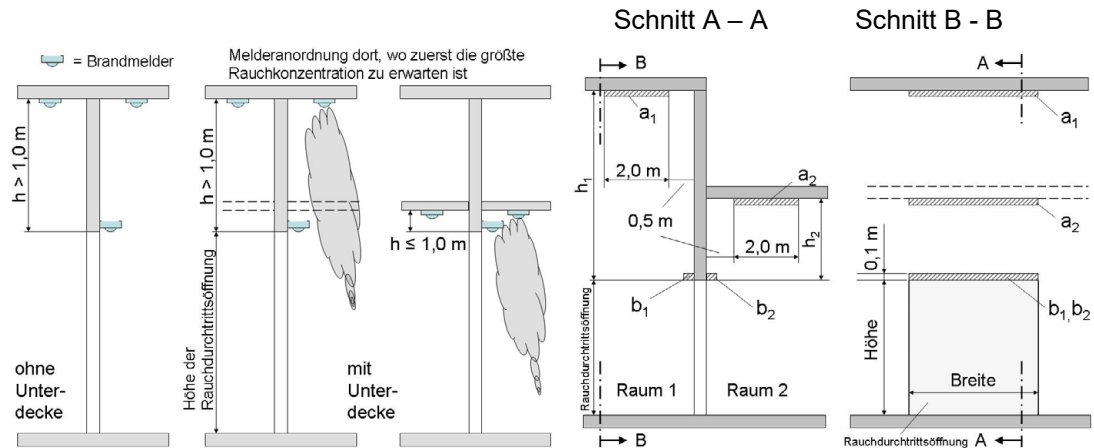 Schnitt A – A
Schnitt B - B
= Brandmelder
Melderanordnung dort, wo zuerst die größte
Rauchkonzentration zu erwarten ist
h > 1,0 m
h > 1,0 m
h ≤ 1,0 m
Höhe der
Rauchdurchtrittsöffnung
ohne
Unter-
decke
mit
Unter-
decke
B
a₁
h₁
2,0 m
a₂
0,5 m
2,0 m
h₂
b₁
b₂
Rauchdurchtrittsöffnung
Raum 1
Raum 2
B
A
a₁
a₂
0,1 m
b₁,b₂
Höhe
Breite
Rauchdurchtrittsöffnung
A